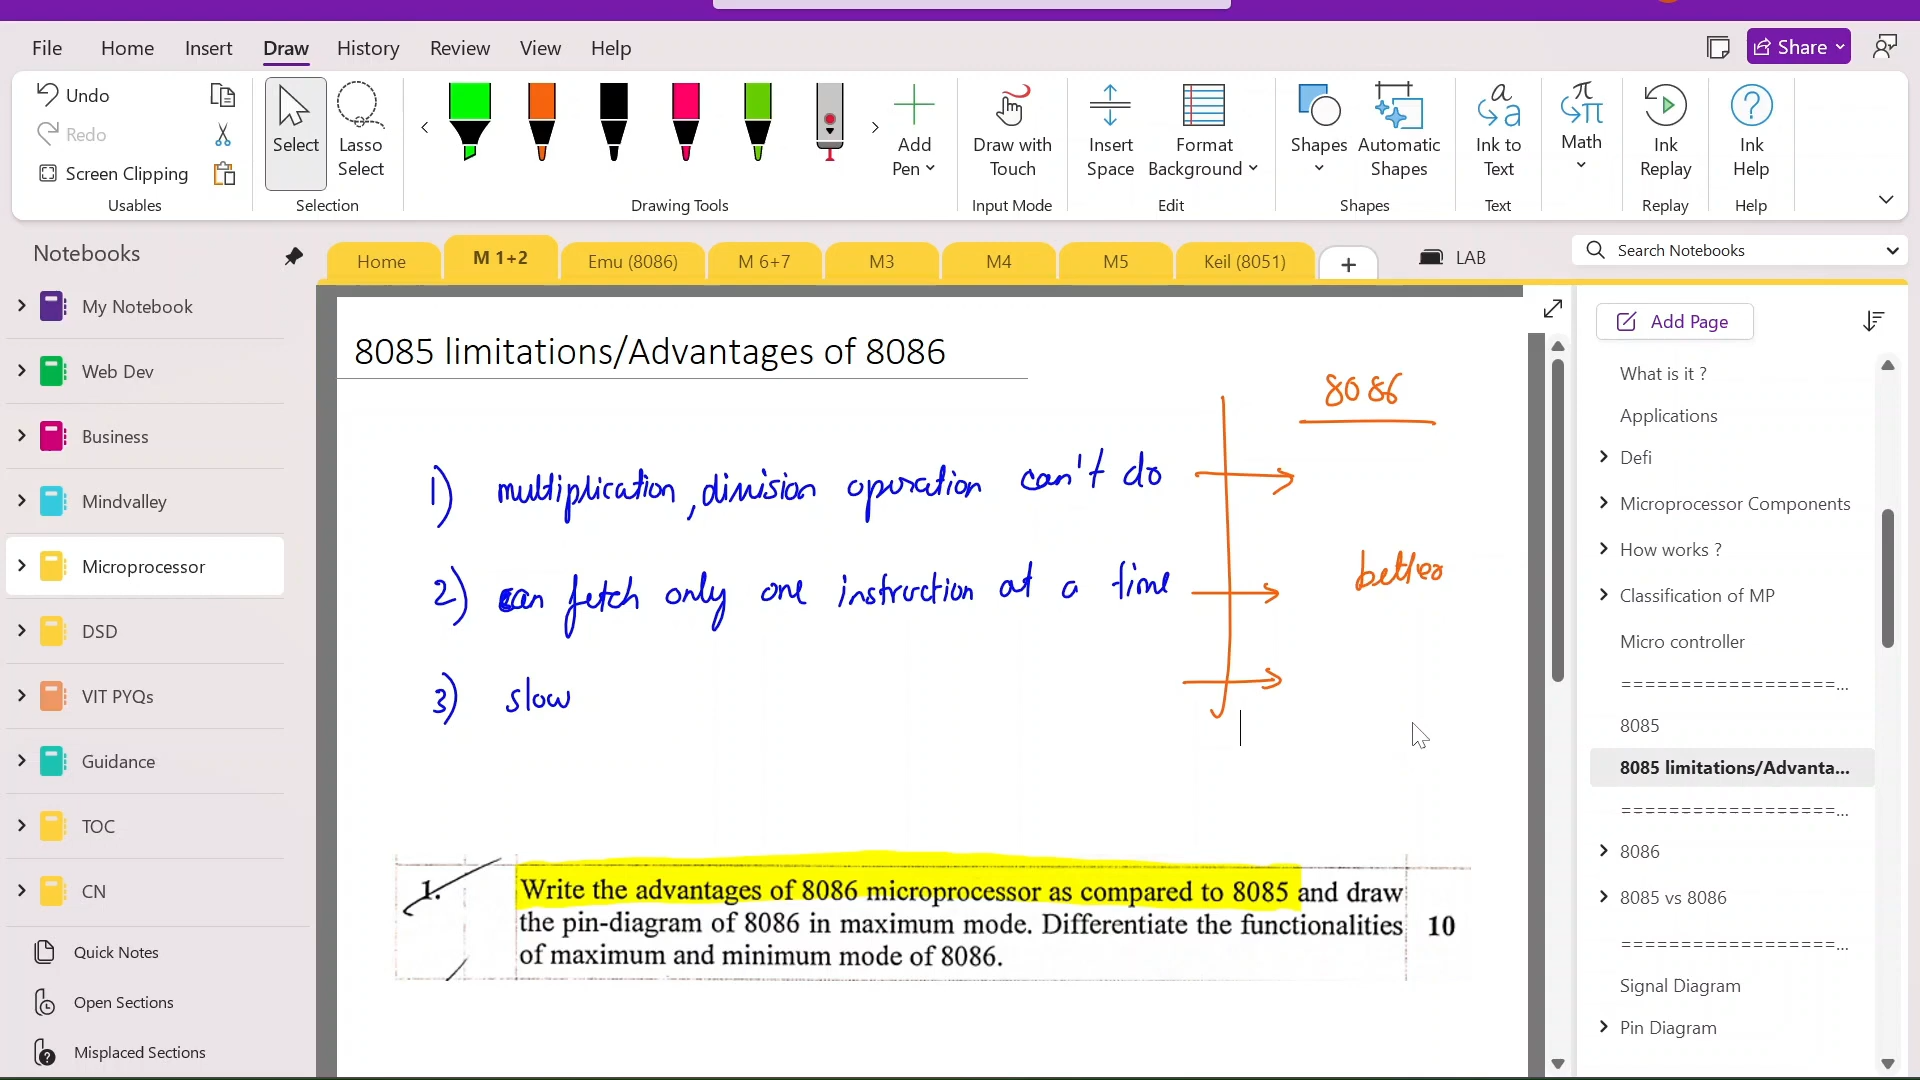 File Home Insert Draw History Review View Help Share
Undo
Redo
Screen Clipping
Usables
Select
Lasso
Select
Selection
Drawing Tools
Add
Pen
Draw with
Touch
Input Mode
Insert
Space
Format
Background
Edit
Shapes
Automatic
Shapes
Shapes
Ink to
Text
Text
Math
Ink
Replay
Replay
Ink
Help
Help
Notebooks
Home M 1+2 Emu (8086) M 6+7 M3 M4 M5 Keil (8051) + LAB
Search Notebooks
My Notebook
Web Dev
Business
Mindvalley
Microprocessor
DSD
VIT PYQs
Guidance
TOC
CN
Quick Notes
Open Sections
Misplaced Sections
8085 limitations/Advantages of 8086
8086
1) multiplication, division operation can't do
2) can fetch only one instruction at a time
better
3) slow
1. Write the advantages of 8086 microprocessor as compared to 8085 and draw
the pin-diagram of 8086 in maximum mode. Differentiate the functionalities 10
of maximum and minimum mode of 8086.
Add Page
What is it ?
Applications
Defi
Microprocessor Components
How works ?
Classification of MP
Micro controller
===================...
8085
8085 limitations/Advanta...
===================...
8086
8085 vs 8086
===================...
Signal Diagram
Pin Diagram